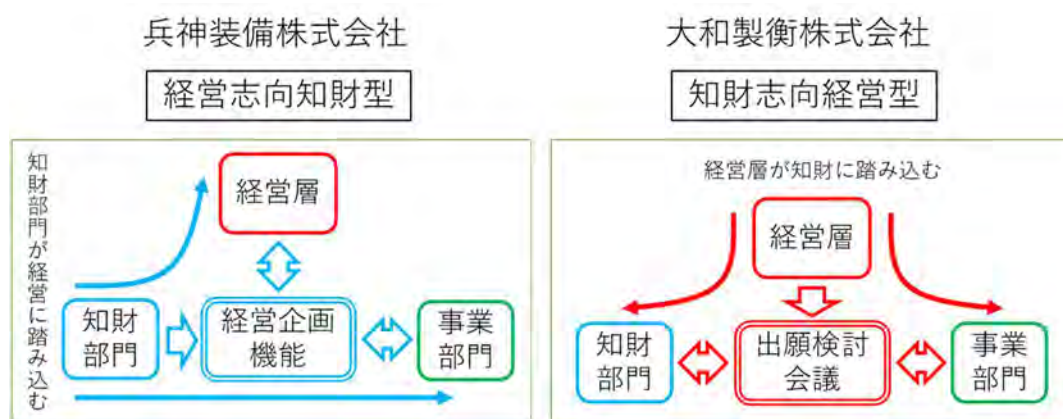 兵神装備株式会社
経営志向知財型
知財部門が経営に踏み込む
経営層
知財
部門
経営企画
機能
事業
部門
大和製衡株式会社
知財志向経営型
経営層が知財に踏み込む
経営層
知財
部門
出願検討
会議
事業
部門